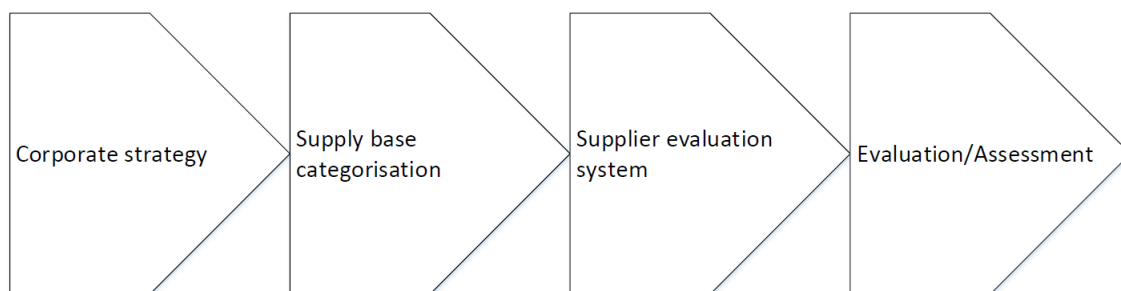 Corporate strategy
Supply base
categorisation
Supplier evaluation
system
Evaluation/Assessment